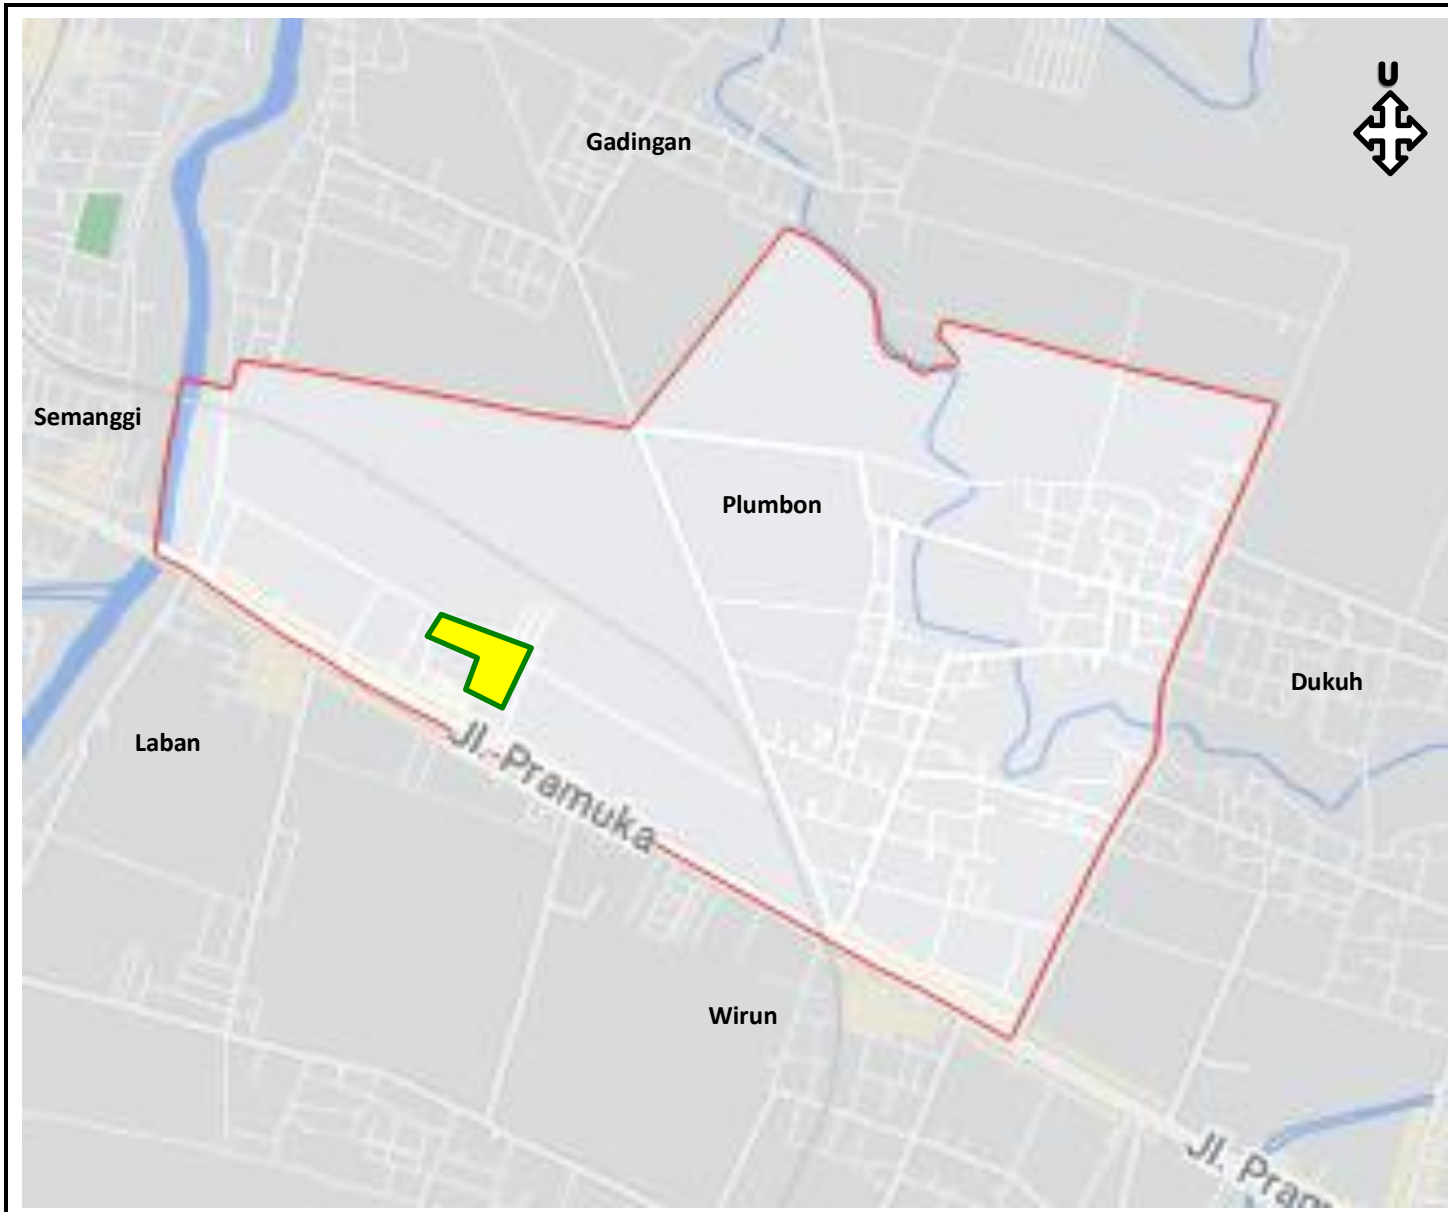 U
Gadingan
Semanggi
Plumbon
Dukuh
Laban
Jl. Pramuka
Wirun
Jl. Pram